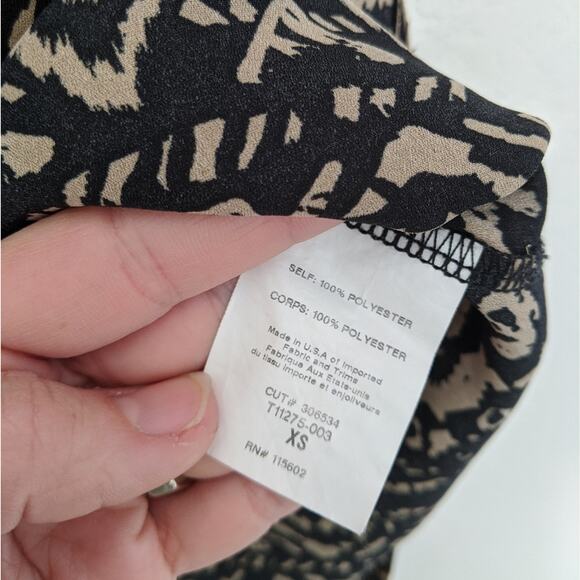 SELF: 100% POLYESTER
CORPS: 100% POLYESTER
Made in U.S.A of Imported
Fabric and Trims
Fabrique Aux Etats-unis
du tissu importe et enjoliveurs
CUT# 306534
T11275-003
XS
RN# 115602